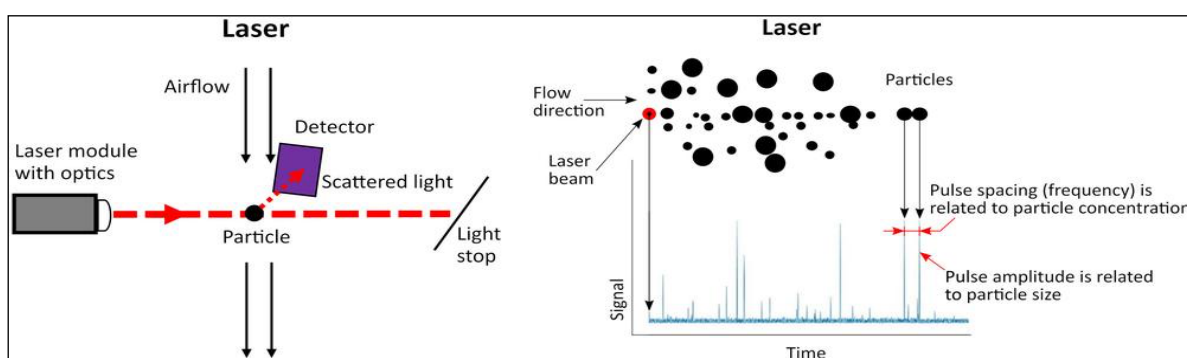 Laser
Airflow
Detector
Laser module
with optics
Scattered light
Particle
Light
stop
Laser
Particles
Flow
direction
Laser
beam
Pulse spacing (frequency) is
related to particle concentration
Pulse amplitude is related
to particle size
Signal
Time